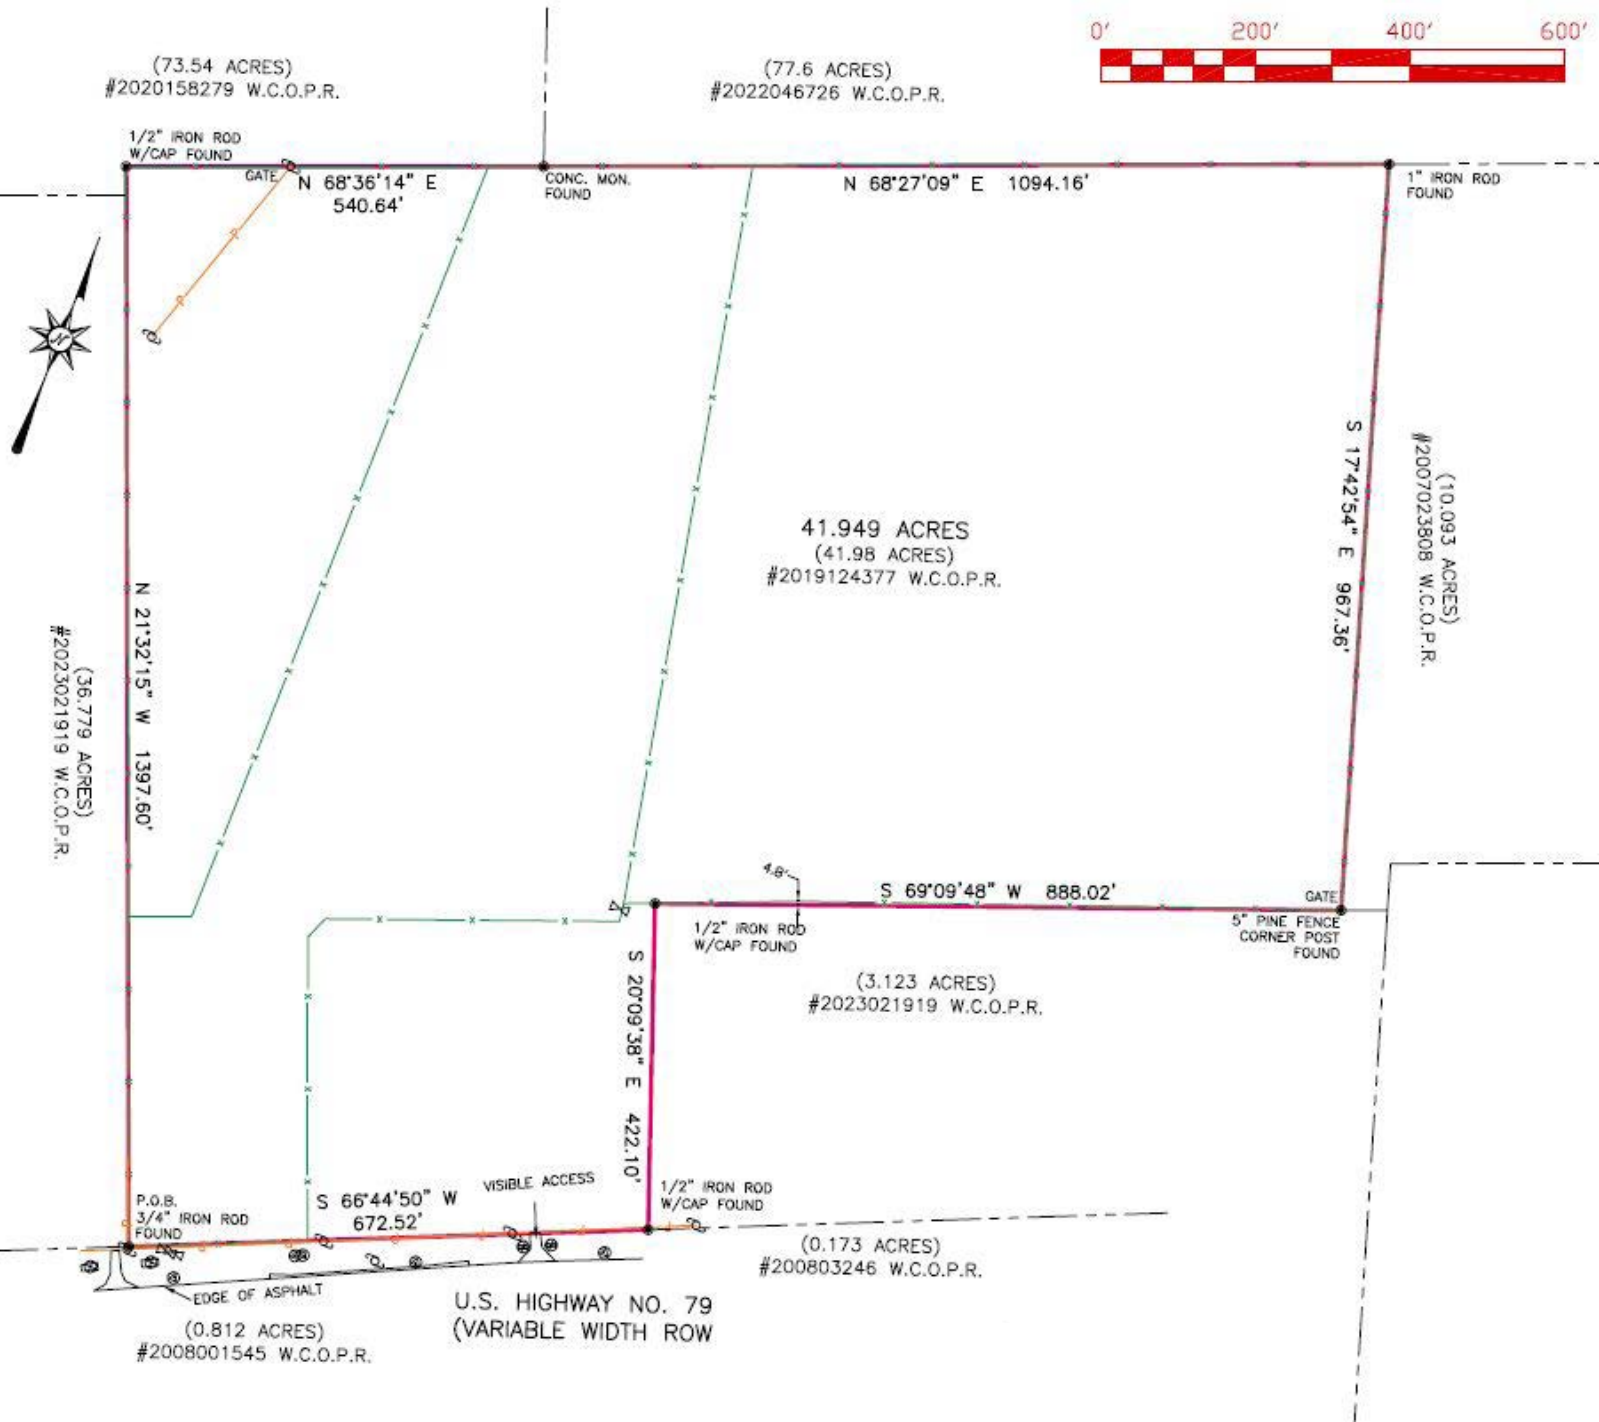 0' 200' 400' 600'
(73.54 ACRES)
#2020158279 W.C.O.P.R.
(77.6 ACRES)
#2022046726 W.C.O.P.R.
1/2" IRON ROD
W/CAP FOUND
GATE
N 68°36'14" E
540.64'
CONC. MON.
FOUND
N 68°27'09" E 1094.16'
1" IRON ROD
FOUND
N
S 17°42'54" E 967.36'
(10.093 ACRES)
#2007023808 W.C.O.P.R.
41.949 ACRES
(41.98 ACRES)
#2019124377 W.C.O.P.R.
N 21°32'15" W 1397.60'
(36.779 ACRES)
#2023021919 W.C.O.P.R.
4.8'
S 69°09'48" W 888.02'
GATE
5" PINE FENCE
CORNER POST
FOUND
1/2" IRON ROD
W/CAP FOUND
(3.123 ACRES)
#2023021919 W.C.O.P.R.
S 20°09'38" E 422.10'
P.O.B.
3/4" IRON ROD
FOUND
S 66°44'50" W
672.52'
VISIBLE ACCESS
1/2" IRON ROD
W/CAP FOUND
(0.173 ACRES)
#200803246 W.C.O.P.R.
EDGE OF ASPHALT
U.S. HIGHWAY NO. 79
(VARIABLE WIDTH ROW
(0.812 ACRES)
#2008001545 W.C.O.P.R.